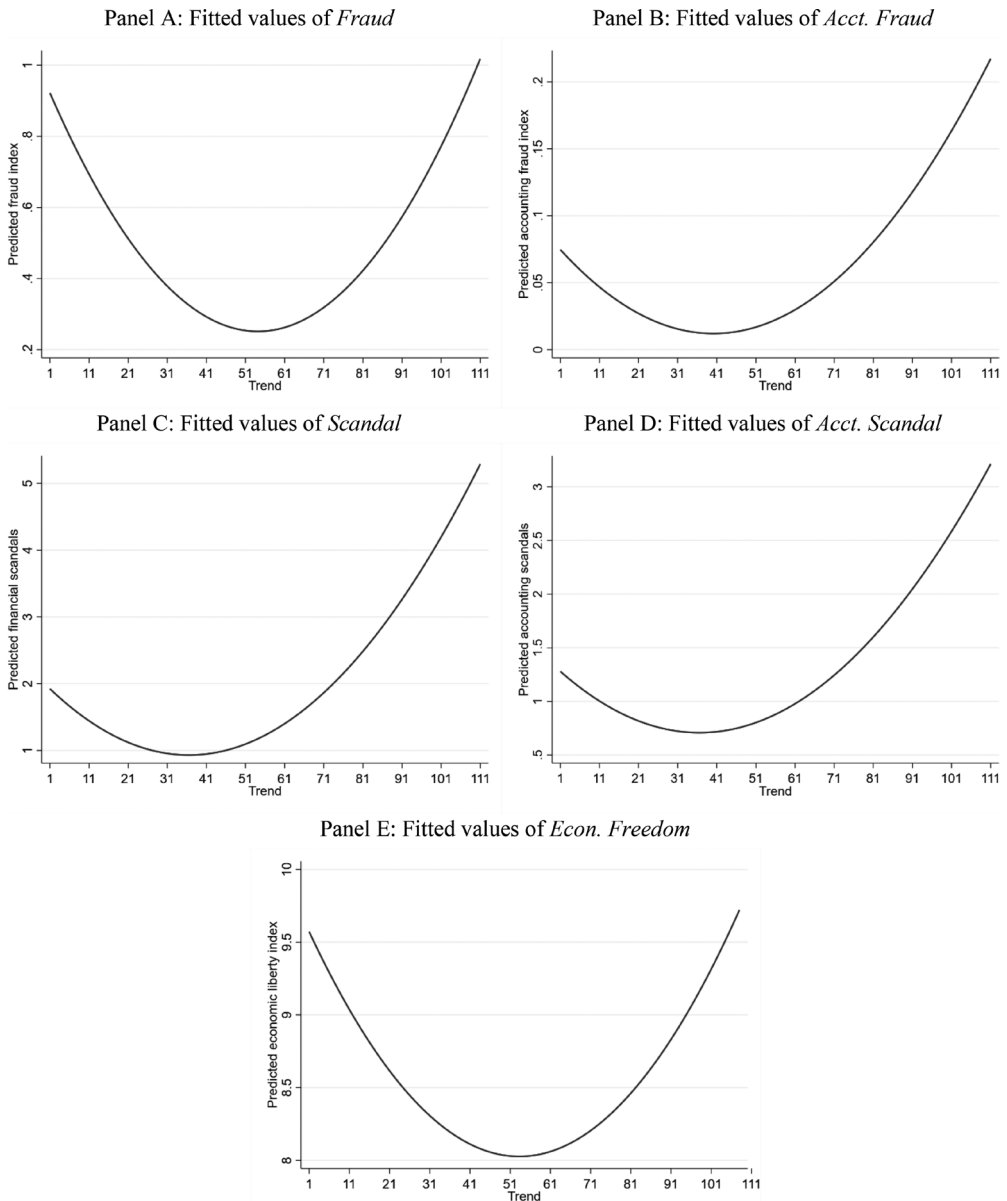 Panel A: Fitted values of Fraud
Predicted fraud index
1
.8
.6
.4
.2
1 11 21 31 41 51 61 71 81 91 101 111
Trend
Panel B: Fitted values of Acct. Fraud
Predicted accounting fraud index
.2
.15
.1
.05
0
1 11 21 31 41 51 61 71 81 91 101 111
Trend
Panel C: Fitted values of Scandal
Predicted financial scandals
5
4
3
2
1
1 11 21 31 41 51 61 71 81 91 101 111
Trend
Panel D: Fitted values of Acct. Scandal
Predicted accounting scandals
3
2.5
2
1.5
1
.5
1 11 21 31 41 51 61 71 81 91 101 111
Trend
Panel E: Fitted values of Econ. Freedom
Predicted economic liberty index
10
9.5
9
8.5
8
1 11 21 31 41 51 61 71 81 91 101 111
Trend